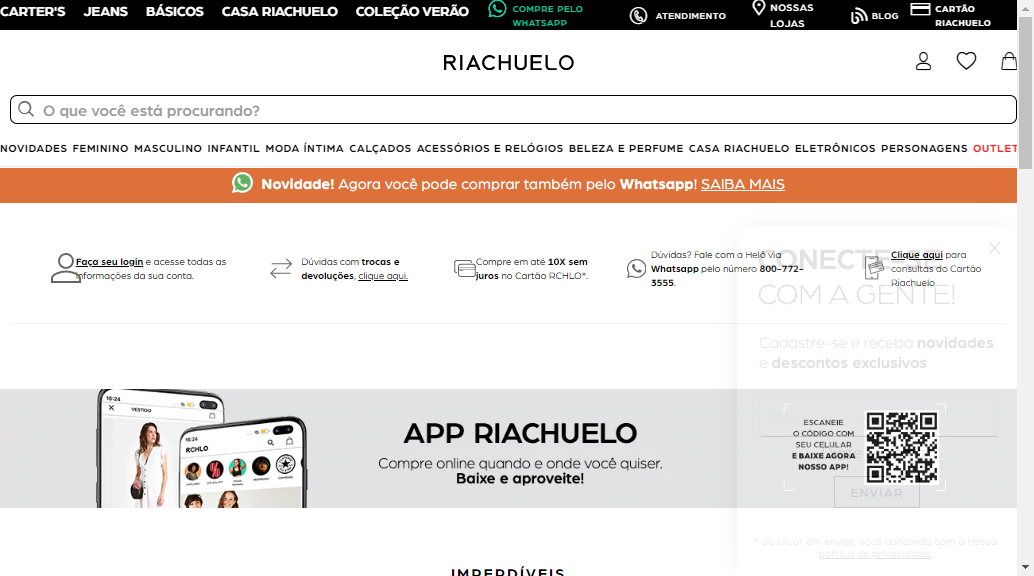 CARTER'S JEANS BÁSICOS CASA RIACHUELO COLEÇÃO VERÃO
COMPRE PELO
WHATSAPP
ATENDIMENTO
NOSSAS
LOJAS
BLOG
CARTÃO
RIACHUELO
RIACHUELO
O que você está procurando?
NOVIDADES FEMININO MASCULINO INFANTIL MODA ÍNTIMA CALÇADOS ACESSÓRIOS E RELÓGIOS BELEZA E PERFUME CASA RIACHUELO ELETRÔNICOS PERSONAGENS OUTLET
Novidade! Agora você pode comprar também pelo Whatsapp! SAIBA MAIS
Faça seu login e acesse todas as
informações da sua conta.
Dúvidas com trocas e
devoluções, clique aqui.
Compre em até 10X sem
juros no Cartão RCHLO*.
Dúvidas? Fale com a Helô via
Whatsapp pelo número 800-772-
3555.
Clique aqui para
consultas do Cartão
Riachuelo
CONECTE-SE
COM A GENTE!
Cadastre-se e receba novidades
e descontos exclusivos
16:24
VESTIDO
16:24
RCHLO
APP RIACHUELO
Compre online quando e onde você quiser.
Baixe e aproveite!
ESCANEIE
O CÓDIGO COM
SEU CELULAR
E BAIXE AGORA
NOSSO APP!
ENVIAR
* ao clicar em enviar, você concorda com a nossa
política de privacidade.
IMPERDÍVEIS